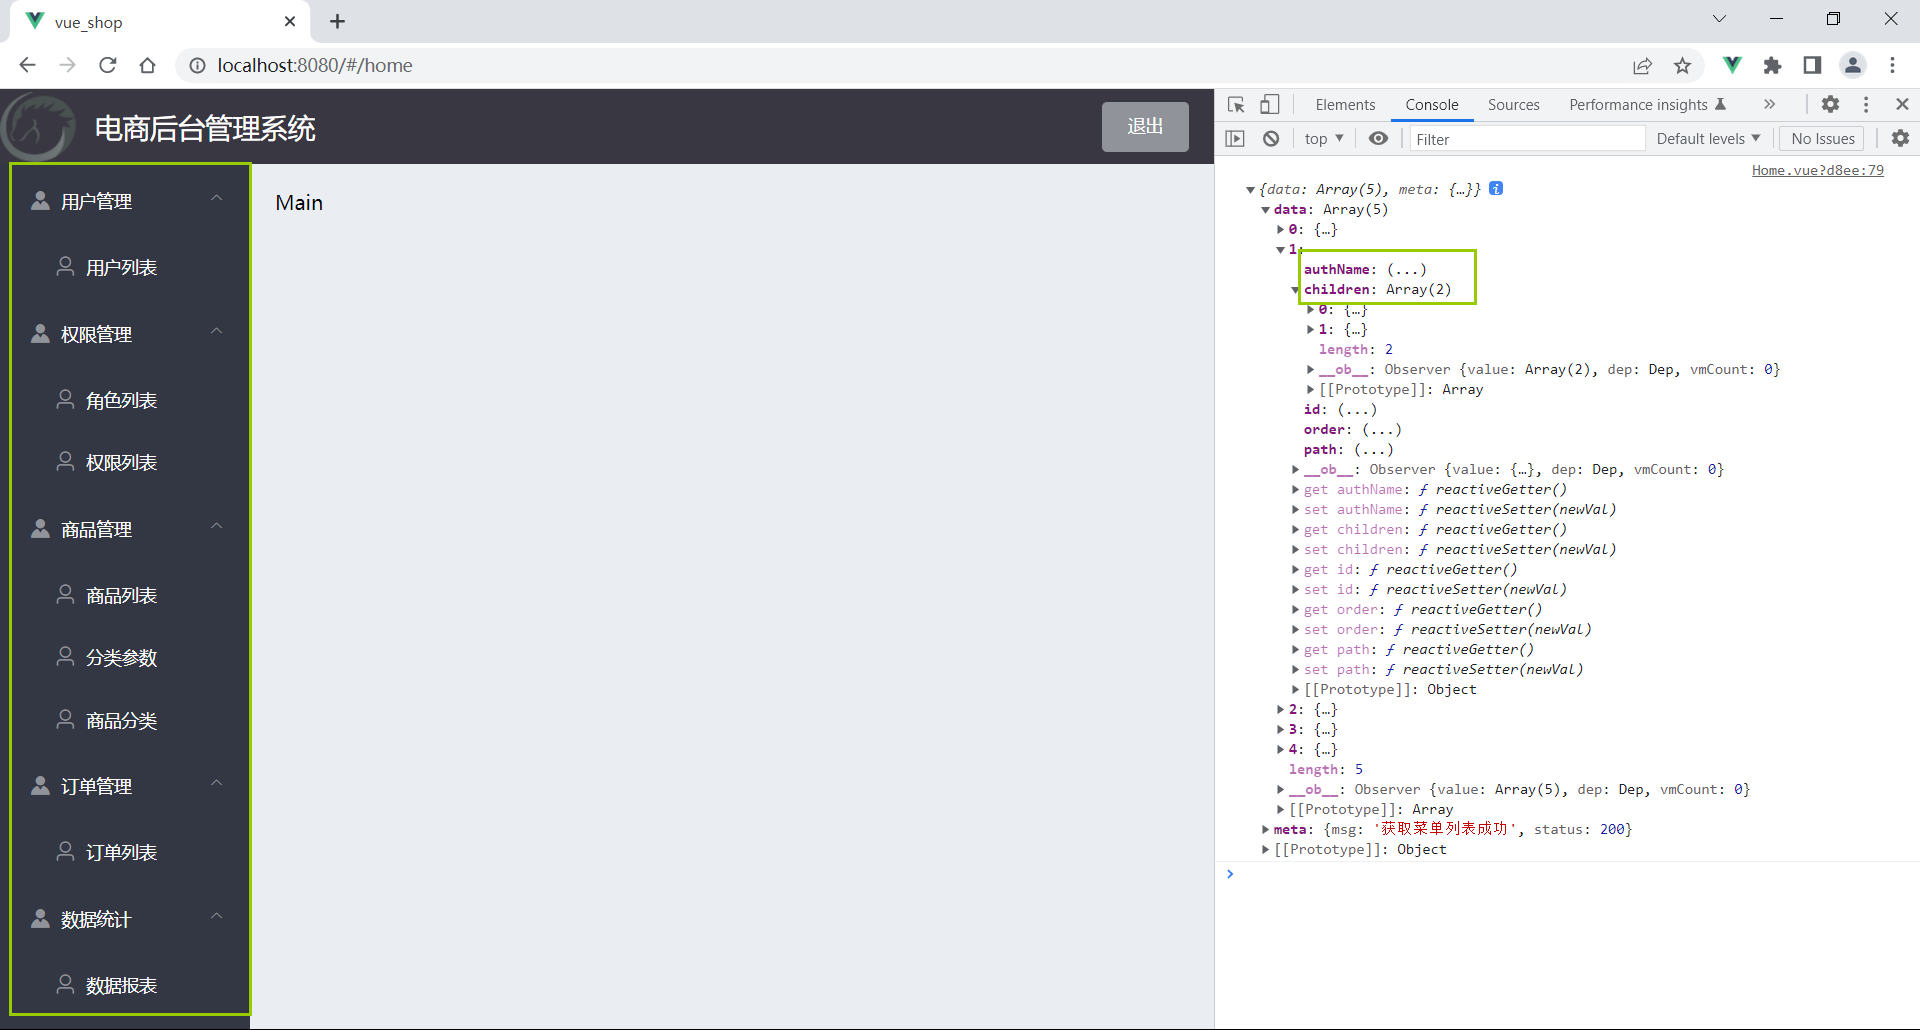 vue_shop
localhost:8080/#/home
电商后台管理系统
退出
用户管理
用户列表
权限管理
角色列表
权限列表
商品管理
商品列表
分类参数
商品分类
订单管理
订单列表
数据统计
数据报表
Main
Elements Console Sources Performance insights
top Filter Default levels No Issues
Home.vue?d8ee:79
{data: Array(5), meta: {…}}
data: Array(5)
0: {…}
1:
authName: (...)
children: Array(2)
0: {…}
1: {…}
length: 2
__ob__: Observer {value: Array(2), dep: Dep, vmCount: 0}
[[Prototype]]: Array
id: (...)
order: (...)
path: (...)
__ob__: Observer {value: {…}, dep: Dep, vmCount: 0}
get authName: ƒ reactiveGetter()
set authName: ƒ reactiveSetter(newVal)
get children: ƒ reactiveGetter()
set children: ƒ reactiveSetter(newVal)
get id: ƒ reactiveGetter()
set id: ƒ reactiveSetter(newVal)
get order: ƒ reactiveGetter()
set order: ƒ reactiveSetter(newVal)
get path: ƒ reactiveGetter()
set path: ƒ reactiveSetter(newVal)
[[Prototype]]: Object
2: {…}
3: {…}
4: {…}
length: 5
__ob__: Observer {value: Array(5), dep: Dep, vmCount: 0}
[[Prototype]]: Array
meta: {msg: '获取菜单列表成功', status: 200}
[[Prototype]]: Object